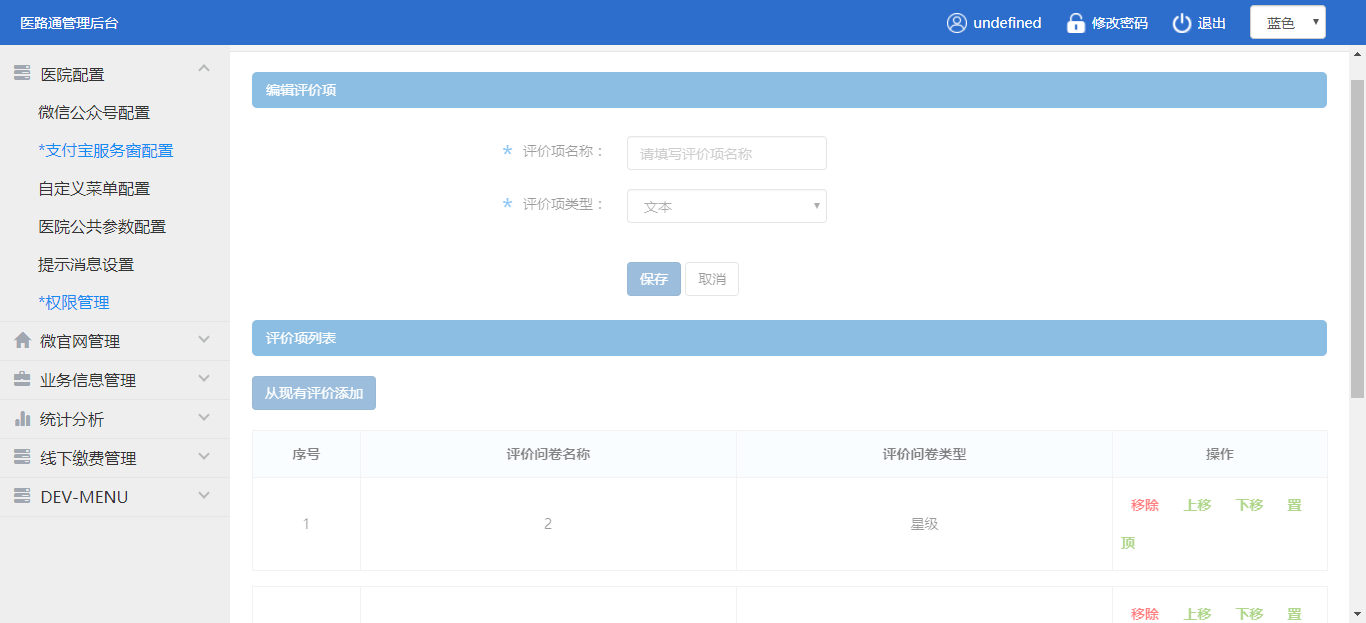 医路通管理后台
undefined
修改密码
退出
蓝色
医院配置
微信公众号配置
*支付宝服务窗配置
自定义菜单配置
医院公共参数配置
提示消息设置
*权限管理
微官网管理
业务信息管理
统计分析
线下缴费管理
DEV-MENU
编辑评价项
* 评价项名称： 请填写评价项名称
* 评价项类型： 文本
保存 取消
评价项列表
从现有评价添加
序号 评价问卷名称 评价问卷类型 操作
1 2 星级 移除 上移 下移 置
顶
移除 上移 下移 置